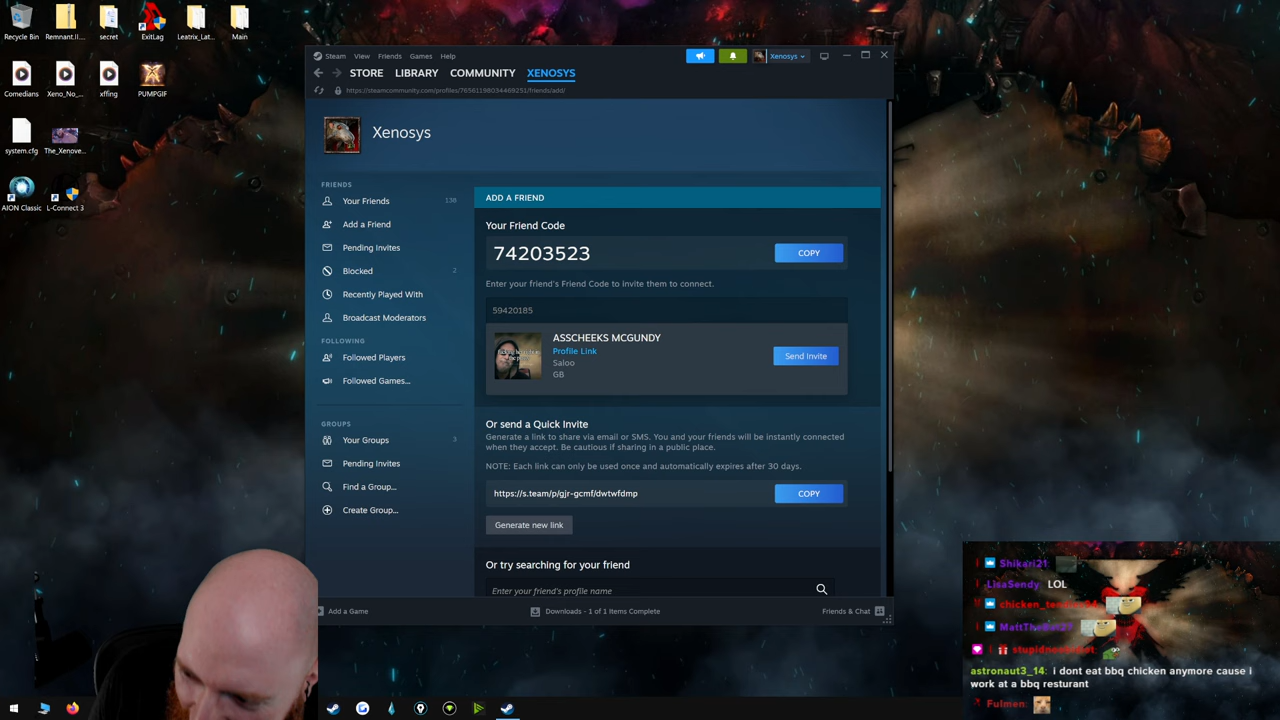 Recycle Bin
Remnant.II....
secret
ExitLag
Leatrix_Lat...
Main
Comedians
Xeno_No_...
xffing
PUMPGIF
system.cfg
The_Xenove...
AION Classic
L-Connect 3
Steam View Friends Games Help
Xenosys
STORE LIBRARY COMMUNITY XENOSYS
https://steamcommunity.com/profiles/76561198034469251/friends/add/
Xenosys
FRIENDS
Your Friends 138
Add a Friend
Pending Invites
Blocked 2
Recently Played With
Broadcast Moderators
FOLLOWING
Followed Players
Followed Games...
GROUPS
Your Groups 3
Pending Invites
Find a Group...
Create Group...
ADD A FRIEND
Your Friend Code
74203523 COPY
Enter your friend's Friend Code to invite them to connect.
59420185
ASSCHEEKS MCGUNDY
Profile Link
Saloo
GB
Send Invite
Or send a Quick Invite
Generate a link to share via email or SMS. You and your friends will be instantly connected
when they accept. Be cautious if sharing in a public place.
NOTE: Each link can only be used once and automatically expires after 30 days.
https://s.team/p/gjr-gcmf/dwtwfdmp COPY
Generate new link
Or try searching for your friend
Enter your friend's profile name
Add a Game
Downloads - 1 of 1 Items Complete
Friends & Chat
Shikari21
LisaSendy LOL
astronaut3_14: i dont eat bbq chicken anymore cause i
work at a bbq resturant
Fulmen: